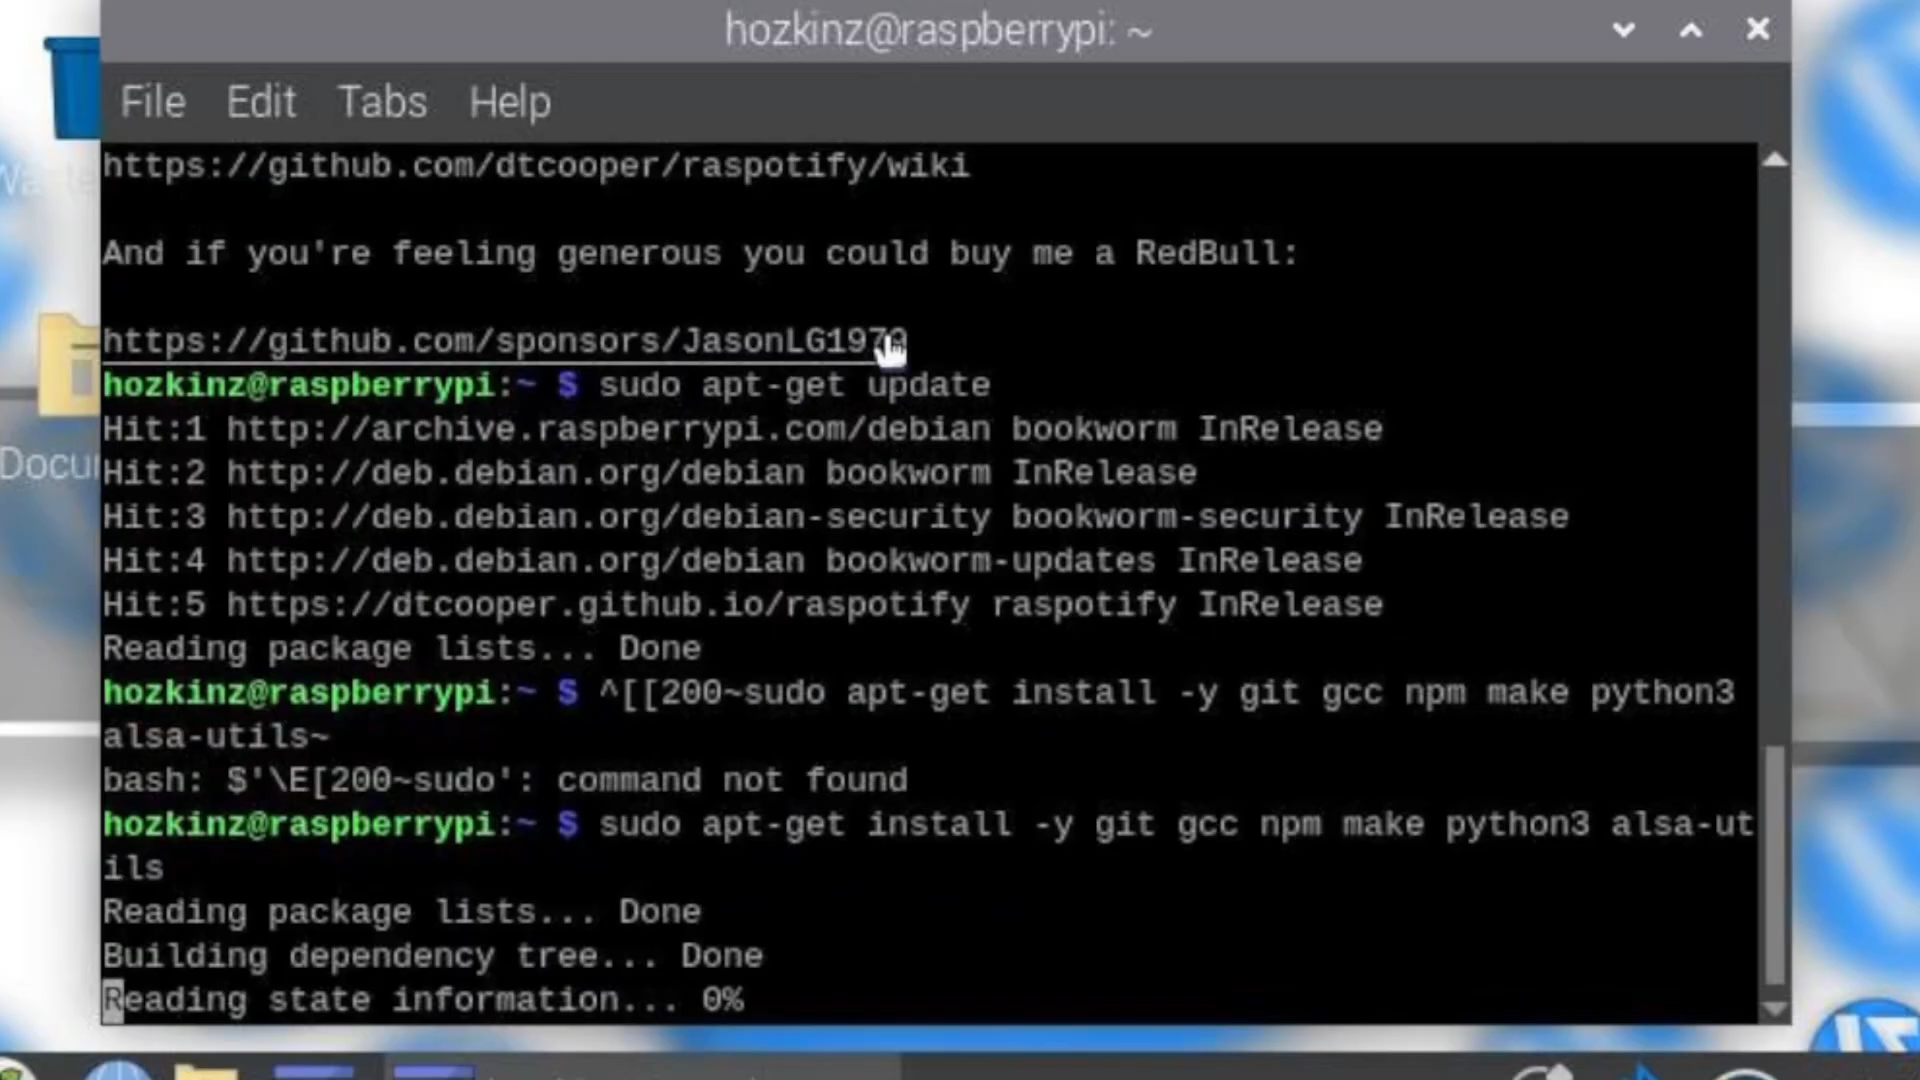 hozkinz@raspberrypi: ~
File Edit Tabs Help
https://github.com/dtcooper/raspotify/wiki
And if you're feeling generous you could buy me a RedBull:
https://github.com/sponsors/JasonLG1979
hozkinz@raspberrypi:~ $ sudo apt-get update
Hit:1 http://archive.raspberrypi.com/debian bookworm InRelease
Hit:2 http://deb.debian.org/debian bookworm InRelease
Hit:3 http://deb.debian.org/debian-security bookworm-security InRelease
Hit:4 http://deb.debian.org/debian bookworm-updates InRelease
Hit:5 https://dtcooper.github.io/raspotify raspotify InRelease
Reading package lists... Done
hozkinz@raspberrypi:~ $ ^[[200~sudo apt-get install -y git gcc npm make python3
alsa-utils~
bash: $'\E[200~sudo': command not found
hozkinz@raspberrypi:~ $ sudo apt-get install -y git gcc npm make python3 alsa-ut
ils
Reading package lists... Done
Building dependency tree... Done
Reading state information... 0%